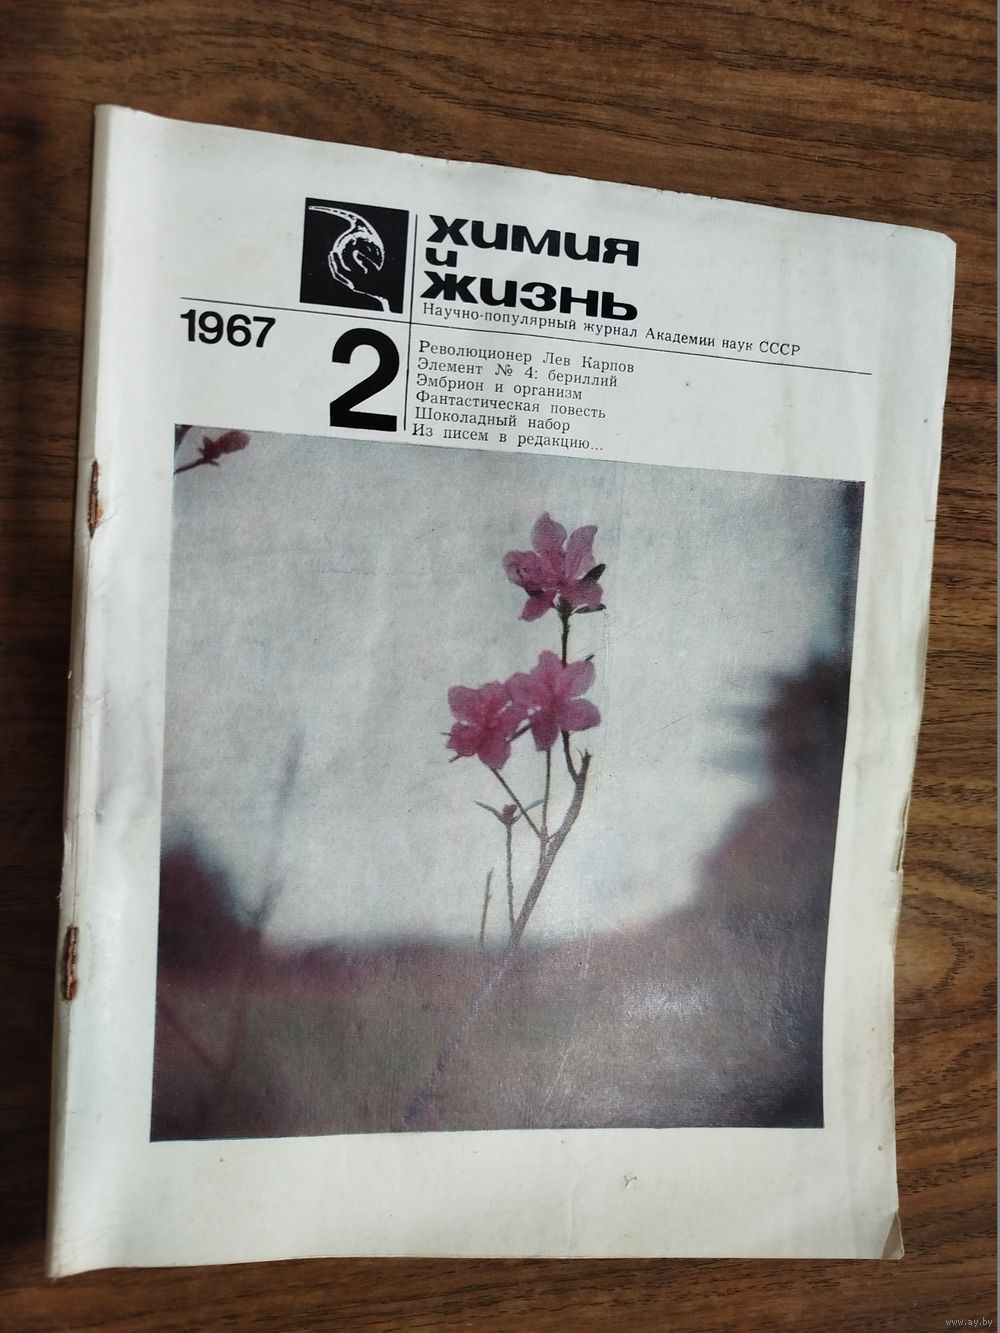 химия
и
жизнь
Научно-популярный журнал Академии наук СССР
1967
2
Революционер Лев Карпов
Элемент № 4: бериллий
Эмбрион и организм
Фантастическая повесть
Шоколадный набор
Из писем в редакцию...
www.ay.by